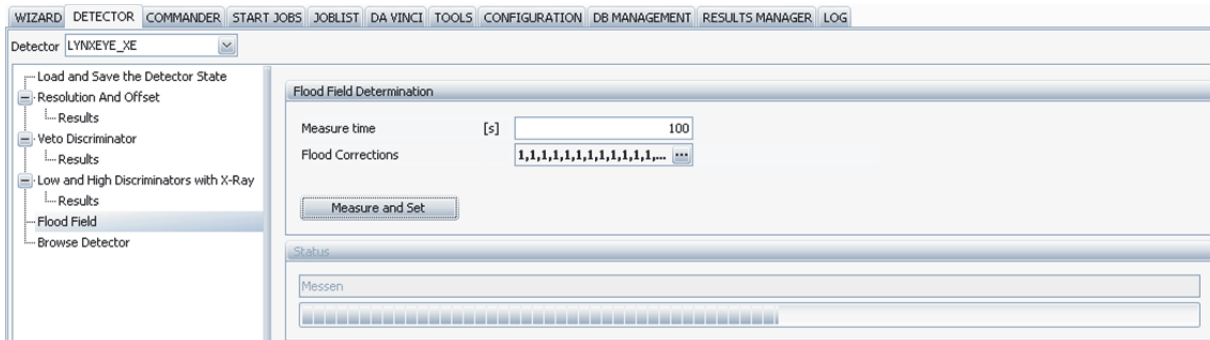 WIZARD DETECTOR COMMANDER START JOBS JOBLIST DA VINCI TOOLS CONFIGURATION DB MANAGEMENT RESULTS MANAGER LOG
Detector LYNXEYE_XE
Load and Save the Detector State
Resolution And Offset
Results
Veto Discriminator
Results
Low and High Discriminators with X-Ray
Results
Flood Field
Browse Detector
Flood Field Determination
Measure time [s] 100
Flood Corrections 1,1,1,1,1,1,1,1,1,1,1,1,... ...
Measure and Set
Status
Messen